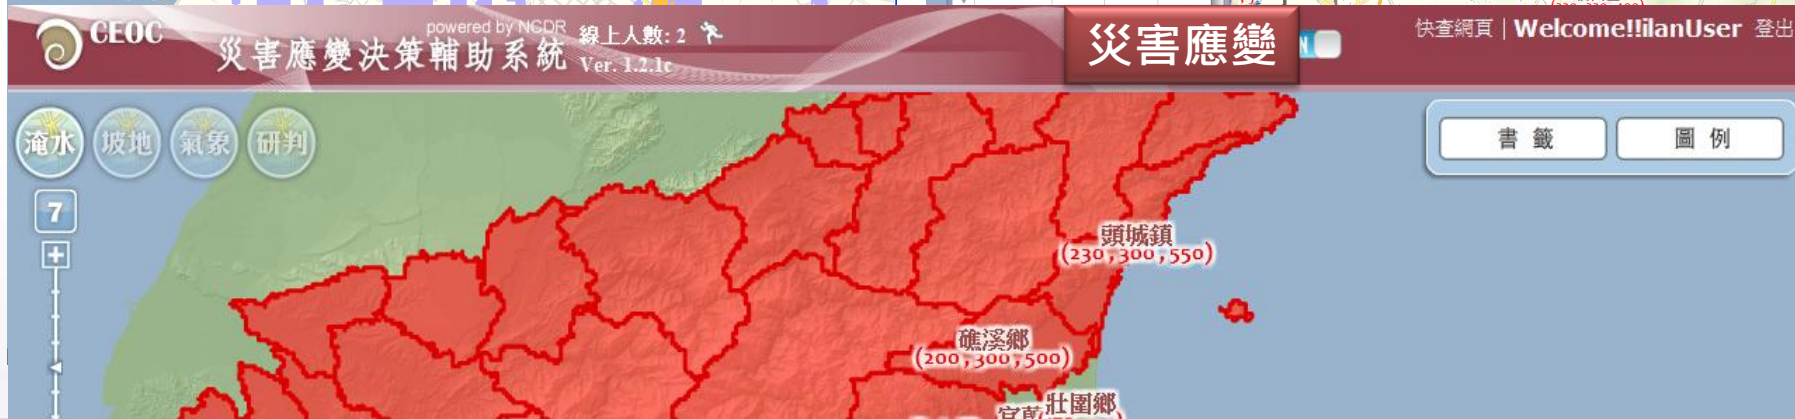 CEOC
powered by NCDR
災害應變決策輔助系統
線上人數: 2
Ver. 1.2.1c
災害應變
N
快查網頁 | Welcome!!ilanUser 登出
淹水 坡地 氣象 研判
書籤 圖例
7
頭城鎮
(230,300,550)
礁溪鄉
(200,300,500)
壯圍鄉